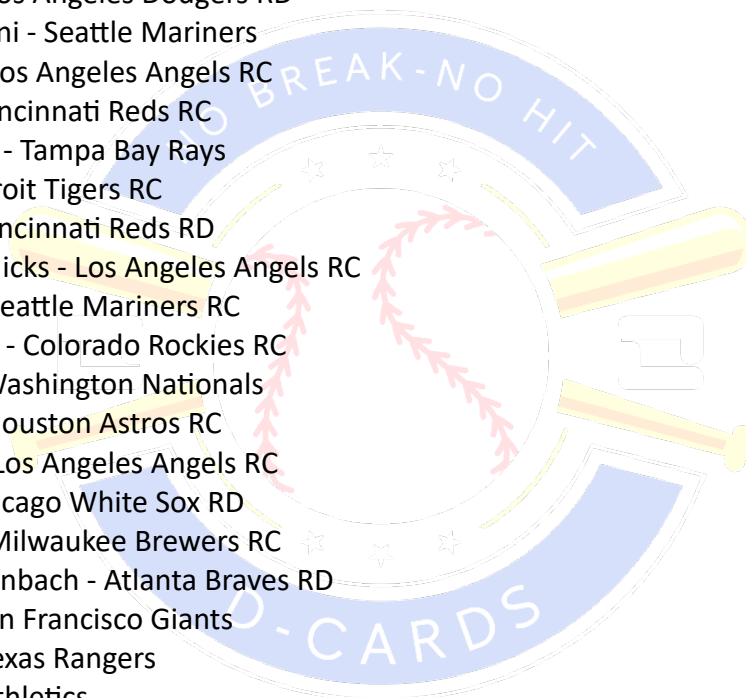 os Angeles Dodgers RD
ni - Seattle Mariners
os Angeles Angels RC
ncinnati Reds RC
- Tampa Bay Rays
roit Tigers RC
ncinnati Reds RD
icks - Los Angeles Angels RC
eattle Mariners RC
- Colorado Rockies RC
Washington Nationals
ouston Astros RC
Los Angeles Angels RC
cago White Sox RD
Milwaukee Brewers RC
nbach - Atlanta Braves RD
n Francisco Giants
exas Rangers
thletics
NO BREAK-NO HIT
D-CARDS